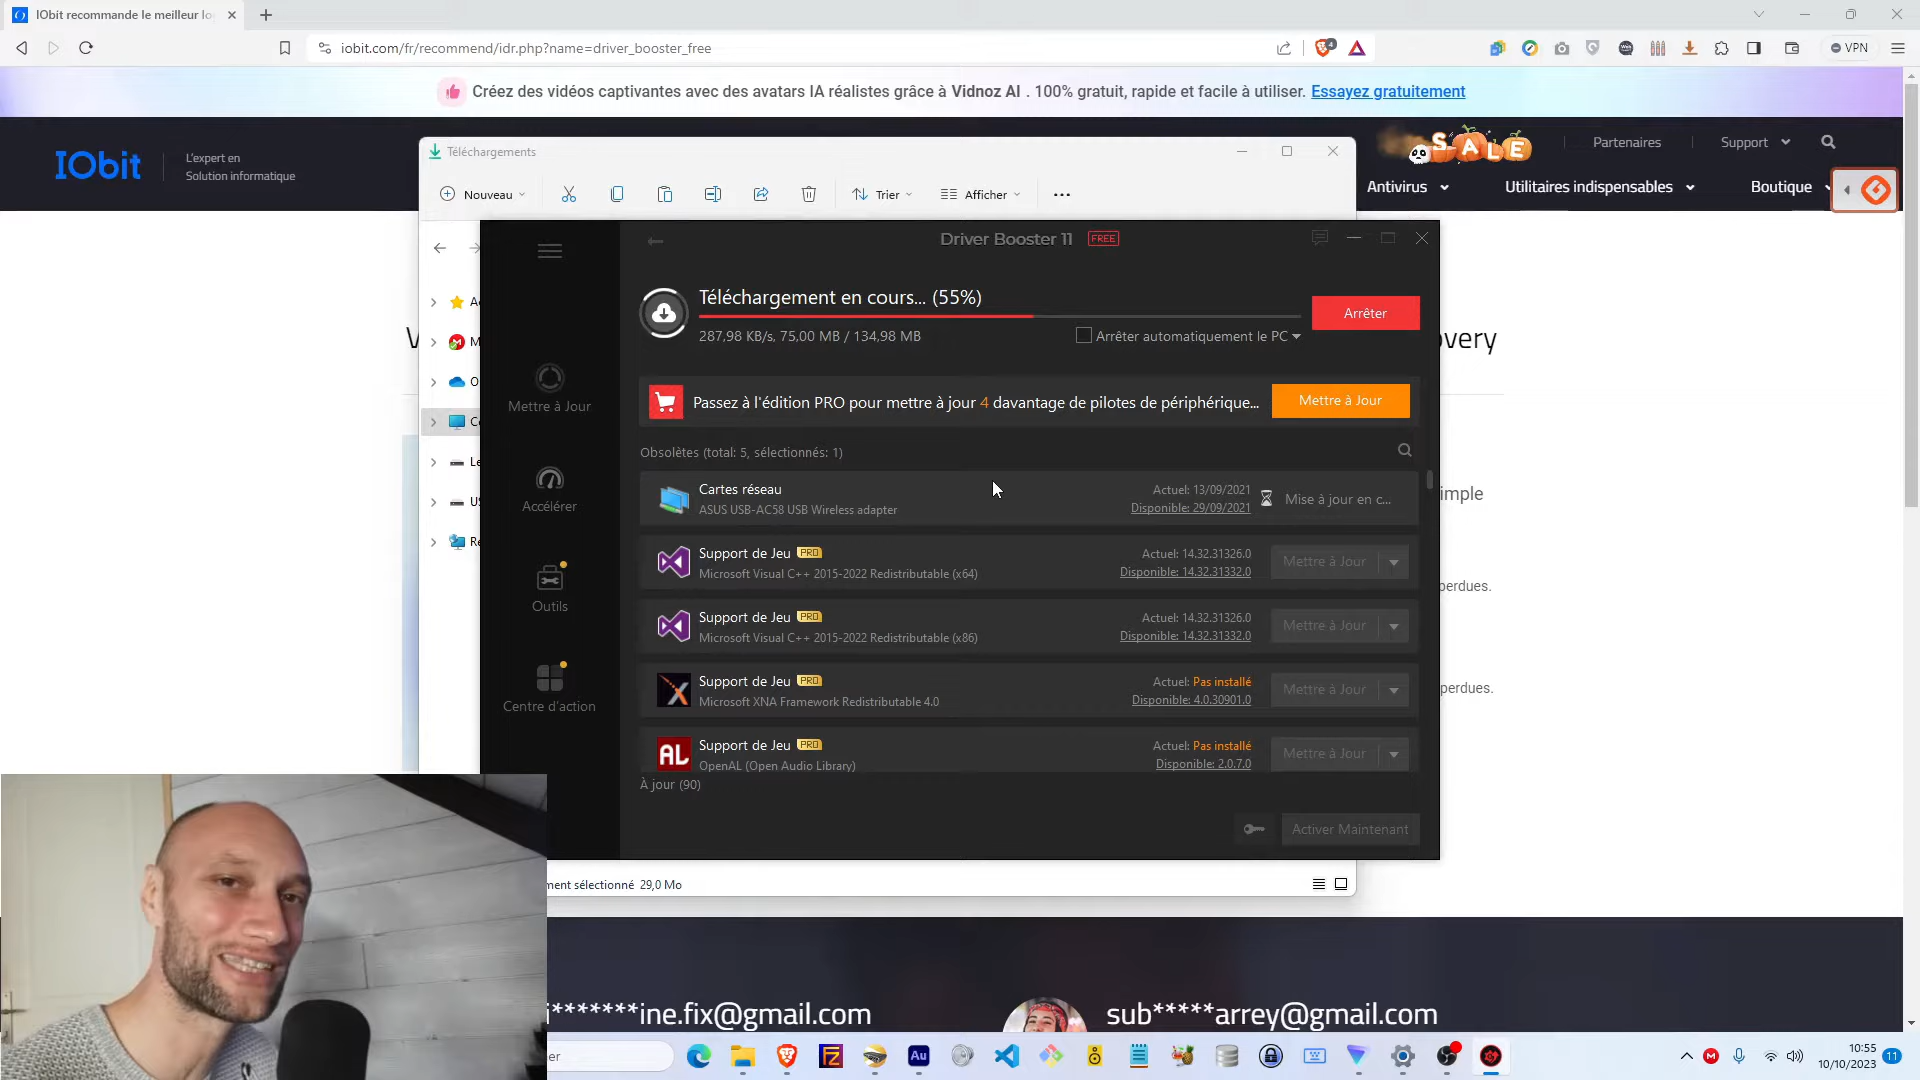 IObit recommande le meilleur lo
iobit.com/fr/recommend/idr.php?name=driver_booster_free
4
VPN
Créez des vidéos captivantes avec des avatars IA réalistes grâce à Vidnoz AI . 100% gratuit, rapide et facile à utiliser. Essayez gratuitement
IObit
L'expert en
Solution informatique
SALE
Partenaires
Support
Antivirus
Utilitaires indispensables
Boutique
Téléchargements
Nouveau
Trier
Afficher
Driver Booster 11 FREE
Téléchargement en cours... (55%)
Arrêter
287,98 KB/s, 75,00 MB / 134,98 MB
Arrêter automatiquement le PC
Mettre à Jour
Accélérer
Outils
Centre d'action
Passez à l'édition PRO pour mettre à jour 4 davantage de pilotes de périphérique...
Mettre à Jour
Obsolètes (total: 5, sélectionnés: 1)
Cartes réseau
ASUS USB-AC58 USB Wireless adapter
Actuel: 13/09/2021
Disponible: 29/09/2021
Mise à jour en c...
Support de Jeu PRO
Microsoft Visual C++ 2015-2022 Redistributable (x64)
Actuel: 14.32.31326.0
Disponible: 14.32.31332.0
Mettre à Jour
Support de Jeu PRO
Microsoft Visual C++ 2015-2022 Redistributable (x86)
Actuel: 14.32.31326.0
Disponible: 14.32.31332.0
Mettre à Jour
Support de Jeu PRO
Microsoft XNA Framework Redistributable 4.0
Actuel: Pas installé
Disponible: 4.0.30901.0
Mettre à Jour
AL
Support de Jeu PRO
OpenAL (Open Audio Library)
Actuel: Pas installé
Disponible: 2.0.7.0
Mettre à Jour
À jour (90)
Activer Maintenant
overy
imple
perdues.
perdues.
ment sélectionné 29,0 Mo
i*******ine.fix@gmail.com
sub*****arrey@gmail.com
er
Au
10:55
10/10/2023
11